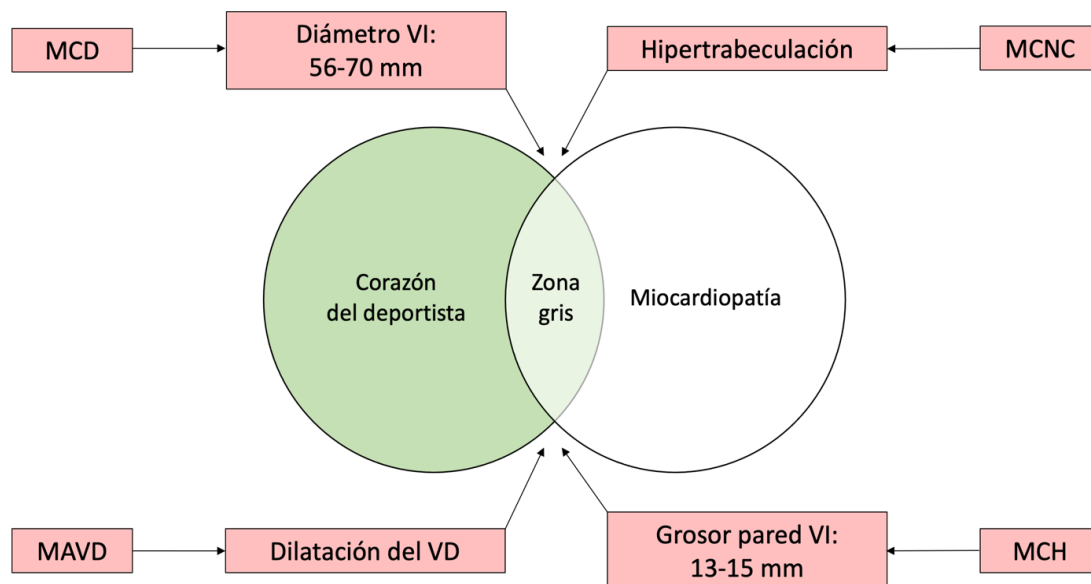 MCD
Diámetro VI:
56-70 mm
Hipertrabeculación
MCNC
Corazón
del deportista
Zona
gris
Miocardiopatía
MAVD
Dilatación del VD
Grosor pared VI:
13-15 mm
MCH